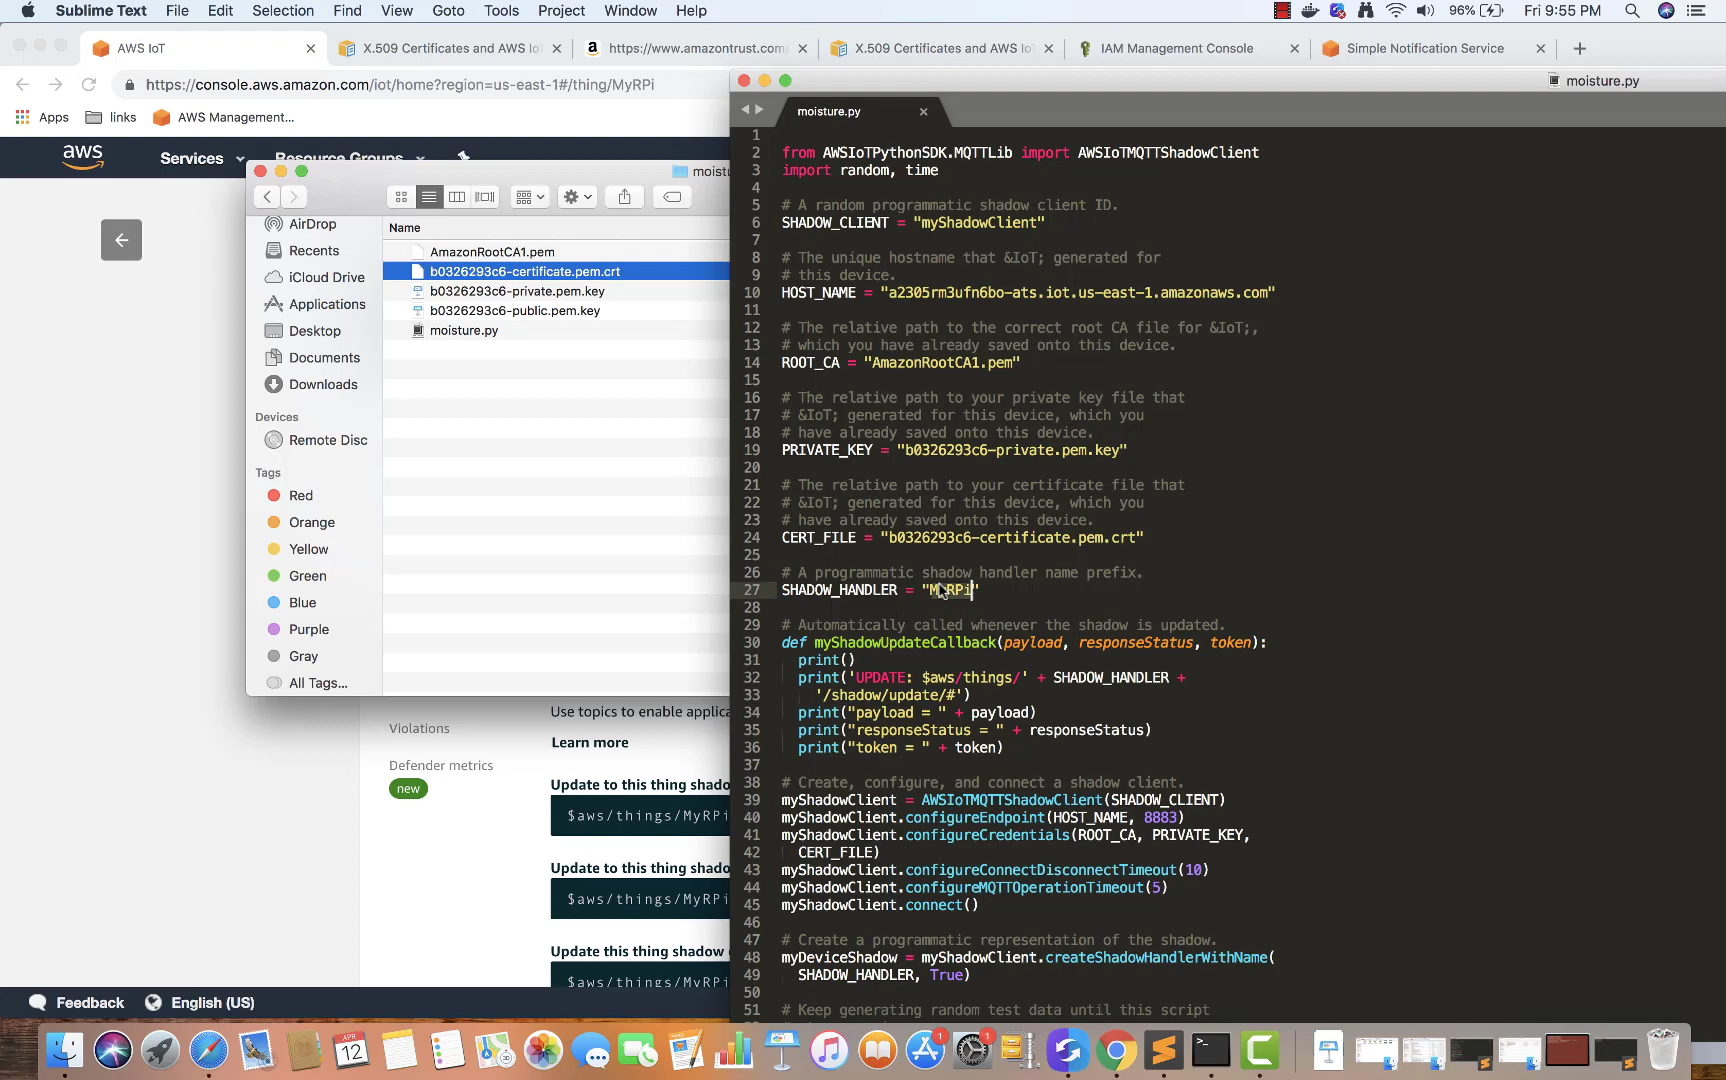 Sublime Text File Edit Selection Find View Goto Tools Project Window Help
96% Fri 9:55 PM
AWS IoT
X.509 Certificates and AWS Io
https://www.amazontrust.com/
X.509 Certificates and AWS Io
IAM Management Console
Simple Notification Service
https://console.aws.amazon.com/iot/home?region=us-east-1#/thing/MyRPi
Apps
links
AWS Management...
aws
Services
Resource Groups
moistu
AirDrop
Recents
iCloud Drive
Applications
Desktop
Documents
Downloads
Devices
Remote Disc
Tags
Red
Orange
Yellow
Green
Blue
Purple
Gray
All Tags...
Name
AmazonRootCA1.pem
b0326293c6-certificate.pem.crt
b0326293c6-private.pem.key
b0326293c6-public.pem.key
moisture.py
Violations
Defender metrics
new
Use topics to enable applic
Learn more
Update to this thing shado
$aws/things/MyRPi
Update to this thing shado
$aws/things/MyRPi
Update this thing shadow
$aws/things/MyRPi
Feedback
English (US)
moisture.py
moisture.py
1
2 from AWSIoTPythonSDK.MQTTLib import AWSIoTMQTTShadowClient
3 import random, time
4
5 # A random programmatic shadow client ID.
6 SHADOW_CLIENT = "myShadowClient"
7
8 # The unique hostname that &IoT; generated for
9 # this device.
10 HOST_NAME = "a2305rm3ufn6bo-ats.iot.us-east-1.amazonaws.com"
11
12 # The relative path to the correct root CA file for &IoT;,
13 # which you have already saved onto this device.
14 ROOT_CA = "AmazonRootCA1.pem"
15
16 # The relative path to your private key file that
17 # &IoT; generated for this device, which you
18 # have already saved onto this device.
19 PRIVATE_KEY = "b0326293c6-private.pem.key"
20
21 # The relative path to your certificate file that
22 # &IoT; generated for this device, which you
23 # have already saved onto this device.
24 CERT_FILE = "b0326293c6-certificate.pem.crt"
25
26 # A programmatic shadow handler name prefix.
27 SHADOW_HANDLER = "MyRPi"
28
29 # Automatically called whenever the shadow is updated.
30 def myShadowUpdateCallback(payload, responseStatus, token):
31 print()
32 print('UPDATE: $aws/things/' + SHADOW_HANDLER +
33 '/shadow/update/#')
34 print("payload = " + payload)
35 print("responseStatus = " + responseStatus)
36 print("token = " + token)
37
38 # Create, configure, and connect a shadow client.
39 myShadowClient = AWSIoTMQTTShadowClient(SHADOW_CLIENT)
40 myShadowClient.configureEndpoint(HOST_NAME, 8883)
41 myShadowClient.configureCredentials(ROOT_CA, PRIVATE_KEY,
42 CERT_FILE)
43 myShadowClient.configureConnectDisconnectTimeout(10)
44 myShadowClient.configureMQTTOperationTimeout(5)
45 myShadowClient.connect()
46
47 # Create a programmatic representation of the shadow.
48 myDeviceShadow = myShadowClient.createShadowHandlerWithName(
49 SHADOW_HANDLER, True)
50
51 # Keep generating random test data until this script
APR
12
1
1